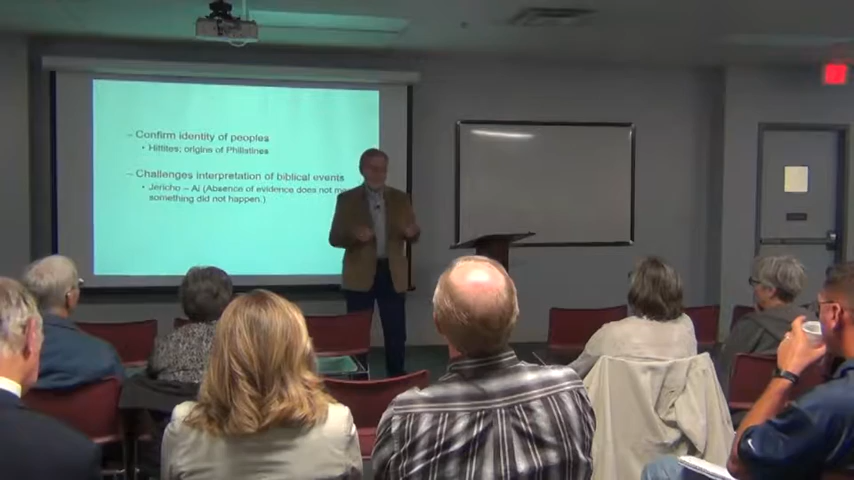 – Confirm identity of peoples
• Hittites; origins of Philistines
– Challenges interpretation of biblical events
• Jericho – Ai (Absence of evidence does not
something did not happen.)